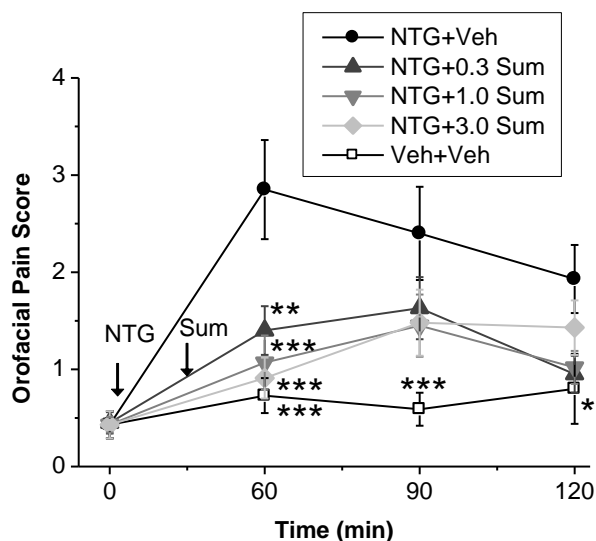 NTG+Veh
NTG+0.3 Sum
NTG+1.0 Sum
NTG+3.0 Sum
Veh+Veh
4
3
2
1
0
Orofacial Pain Score
NTG
Sum
**
***
***
***
***
*
0
60
90
120
Time (min)